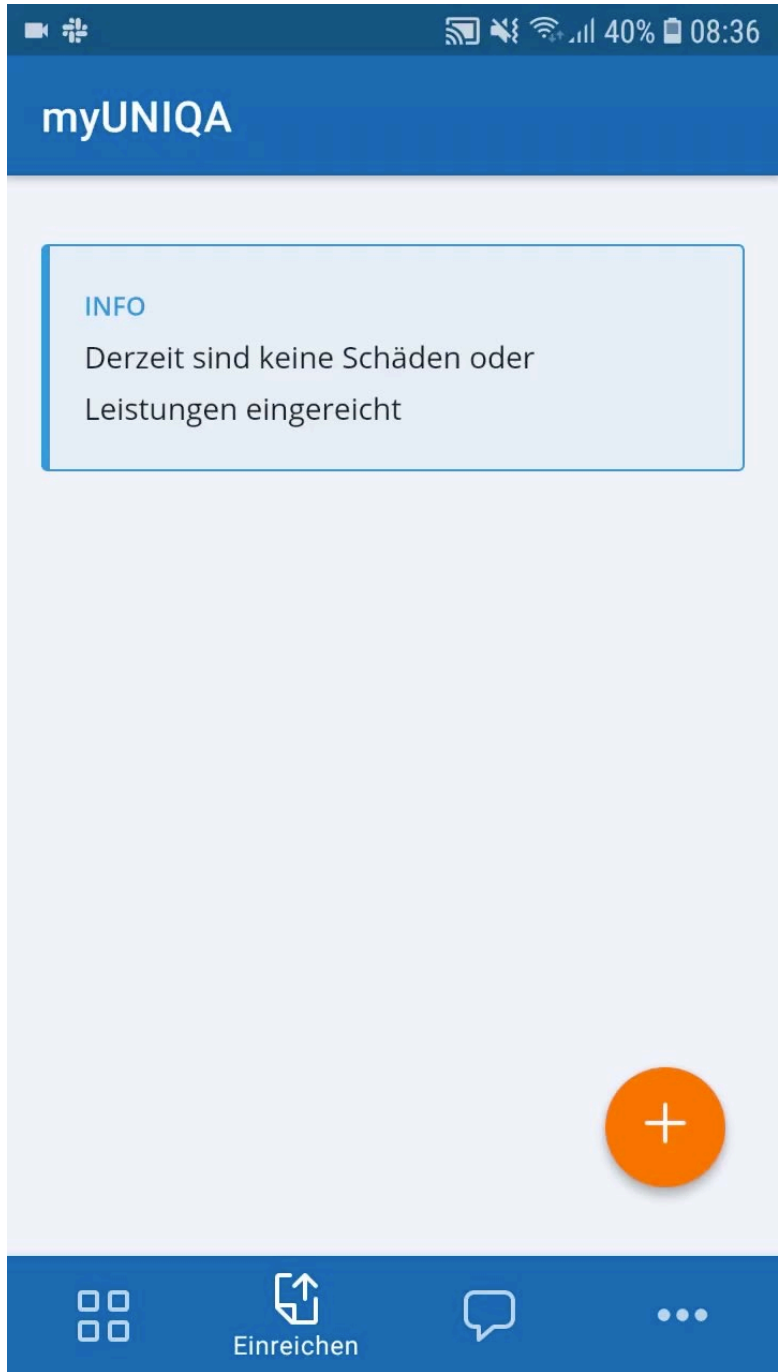 40% 08:36
myUNIQA
INFO
Derzeit sind keine Schäden oder
Leistungen eingereicht
Einreichen